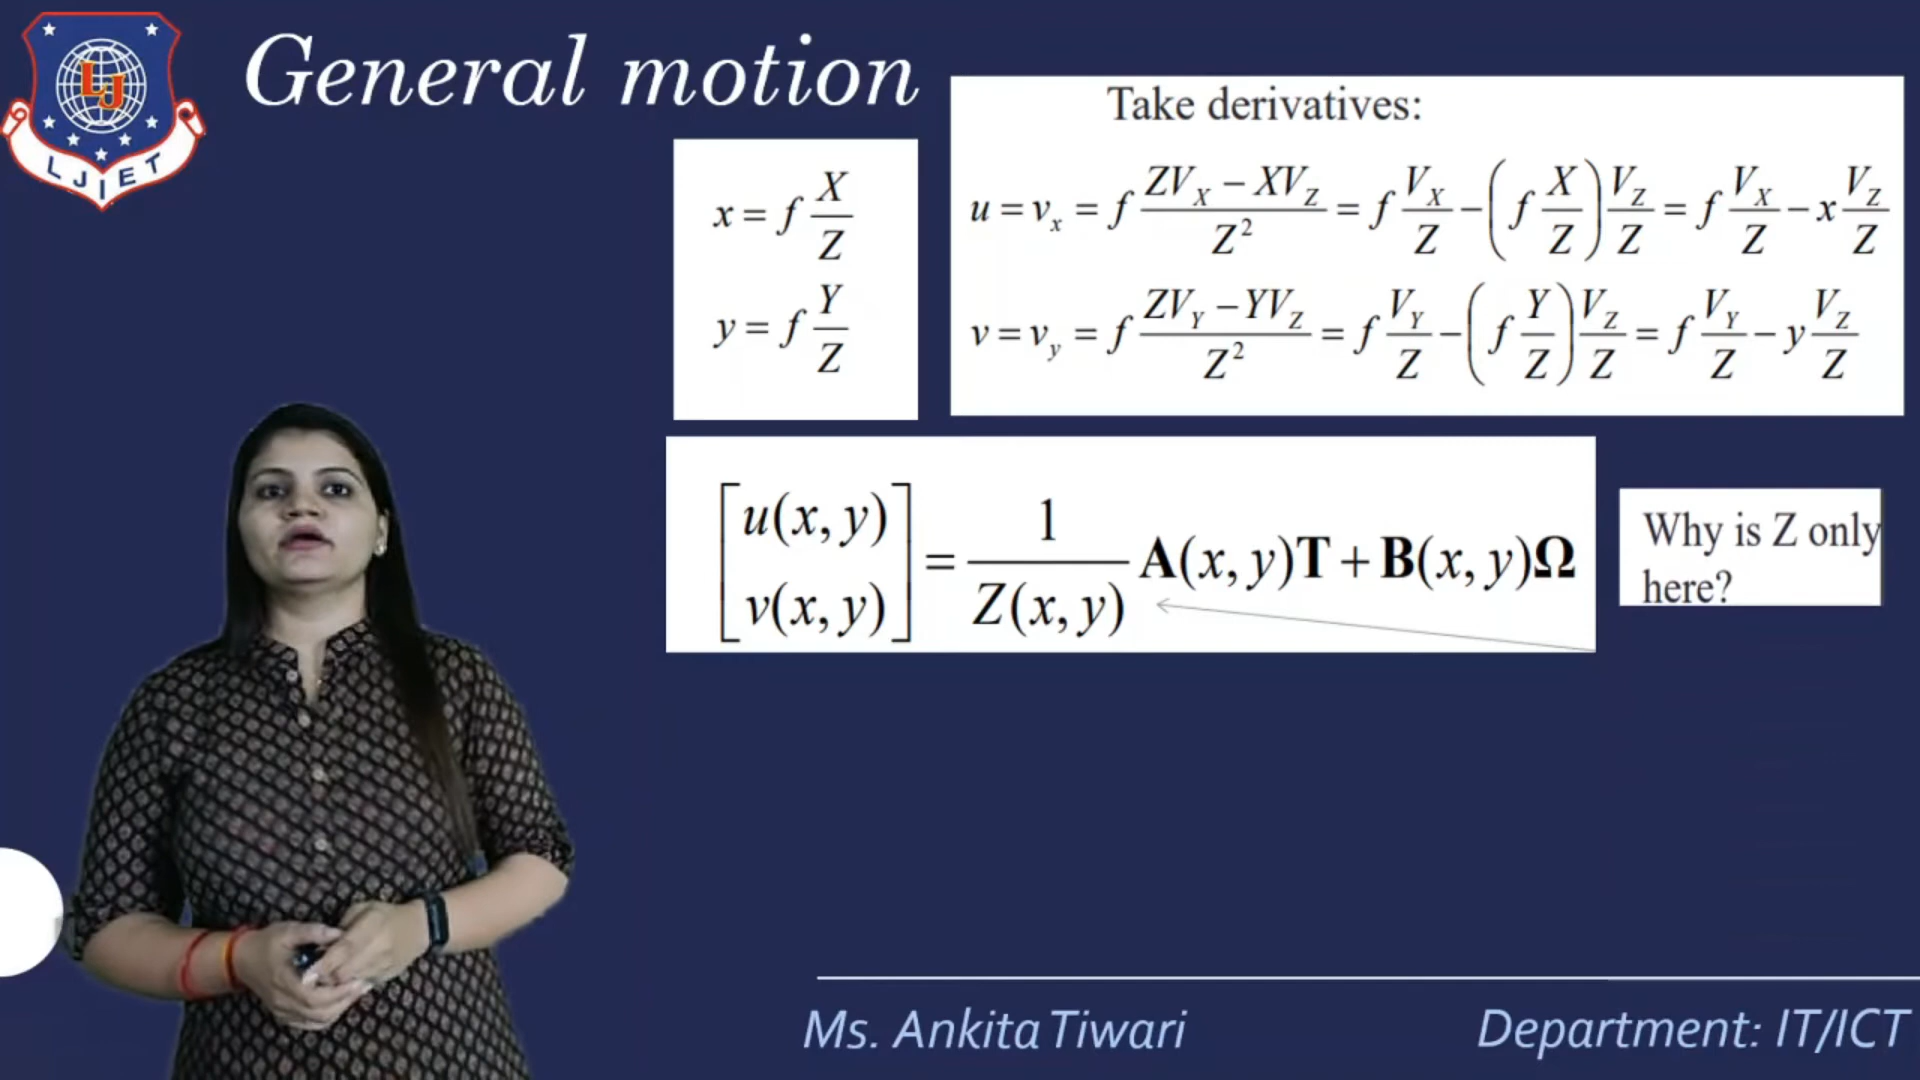 LJ
LJIET
General motion
x = f X/Z
y = f Y/Z
Take derivatives:
u = v_x = f (ZV_X − XV_Z)/Z² = f V_X/Z − (f X/Z) V_Z/Z = f V_X/Z − x V_Z/Z
v = v_y = f (ZV_Y − YV_Z)/Z² = f V_Y/Z − (f Y/Z) V_Z/Z = f V_Y/Z − y V_Z/Z
[u(x, y) v(x, y)] = 1/Z(x, y) A(x, y)T + B(x, y)Ω
Why is Z only
here?
Ms. Ankita Tiwari
Department: IT/ICT